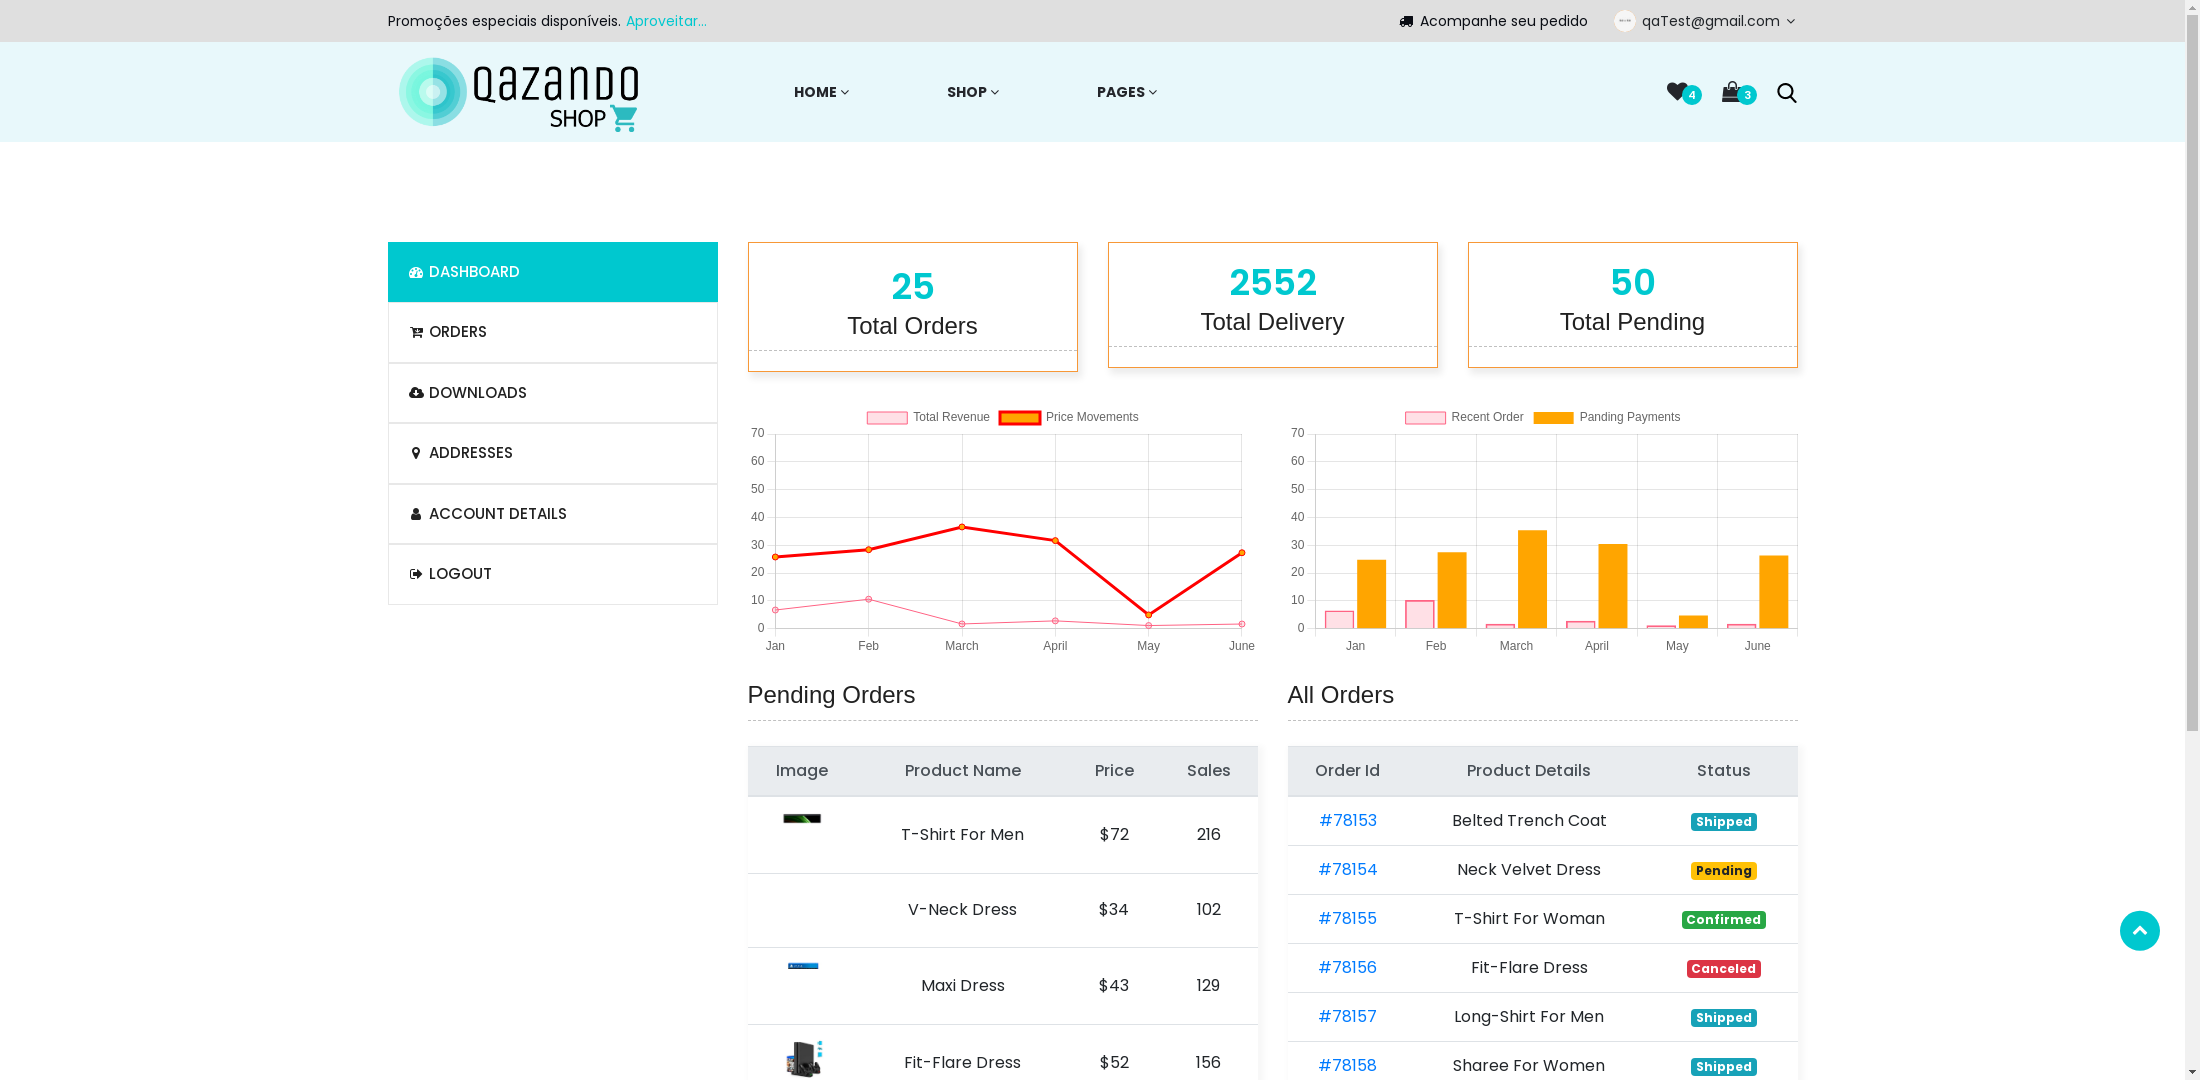 Promoções especiais disponíveis. Aproveitar...
Acompanhe seu pedido
qaTest@gmail.com
QAZANDO
SHOP
HOME
SHOP
PAGES
4
3
DASHBOARD
ORDERS
DOWNLOADS
ADDRESSES
ACCOUNT DETAILS
LOGOUT
25
Total Orders
2552
Total Delivery
50
Total Pending
Total Revenue Price Movements
70
60
50
40
30
20
10
0
Jan Feb March April May June
Recent Order Panding Payments
70
60
50
40
30
20
10
0
Jan Feb March April May June
Pending Orders
Image Product Name Price Sales
T-Shirt For Men $72 216
V-Neck Dress $34 102
Maxi Dress $43 129
Fit-Flare Dress $52 156
All Orders
Order Id Product Details Status
#78153 Belted Trench Coat Shipped
#78154 Neck Velvet Dress Pending
#78155 T-Shirt For Woman Confirmed
#78156 Fit-Flare Dress Canceled
#78157 Long-Shirt For Men Shipped
#78158 Sharee For Women Shipped